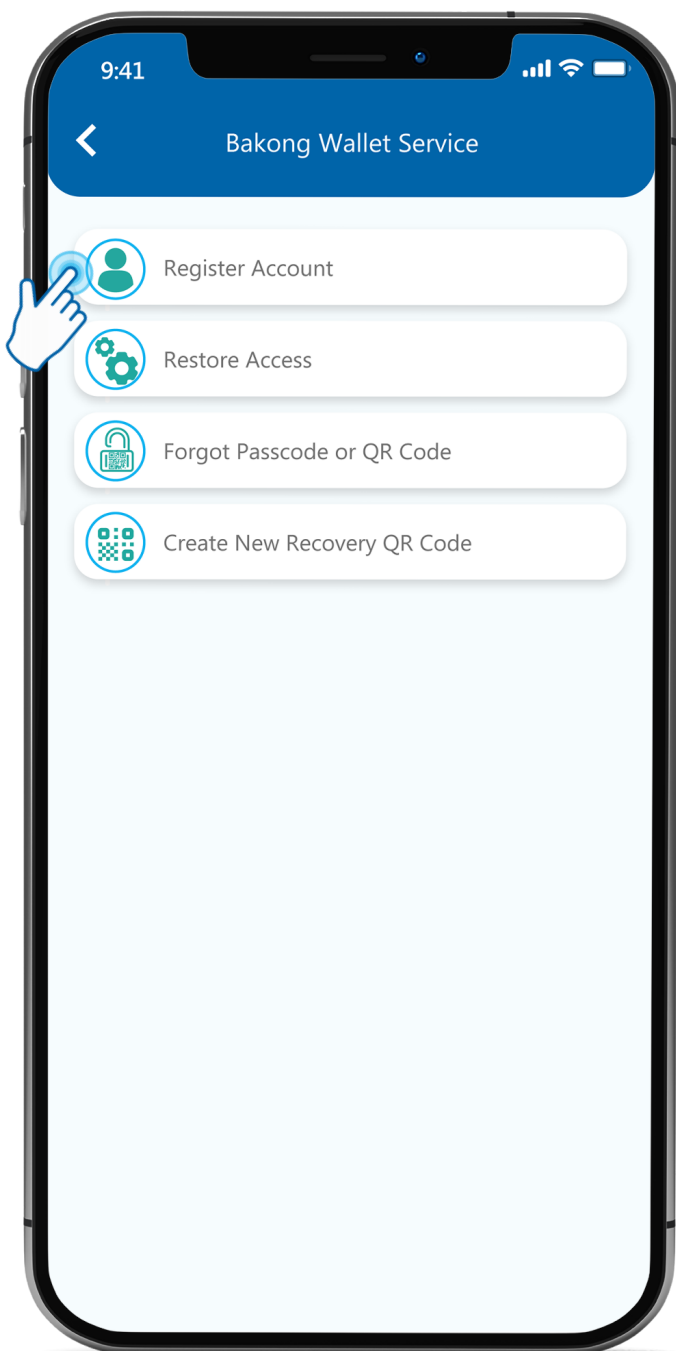 9:41
Bakong Wallet Service
Register Account
Restore Access
Forgot Passcode or QR Code
Create New Recovery QR Code